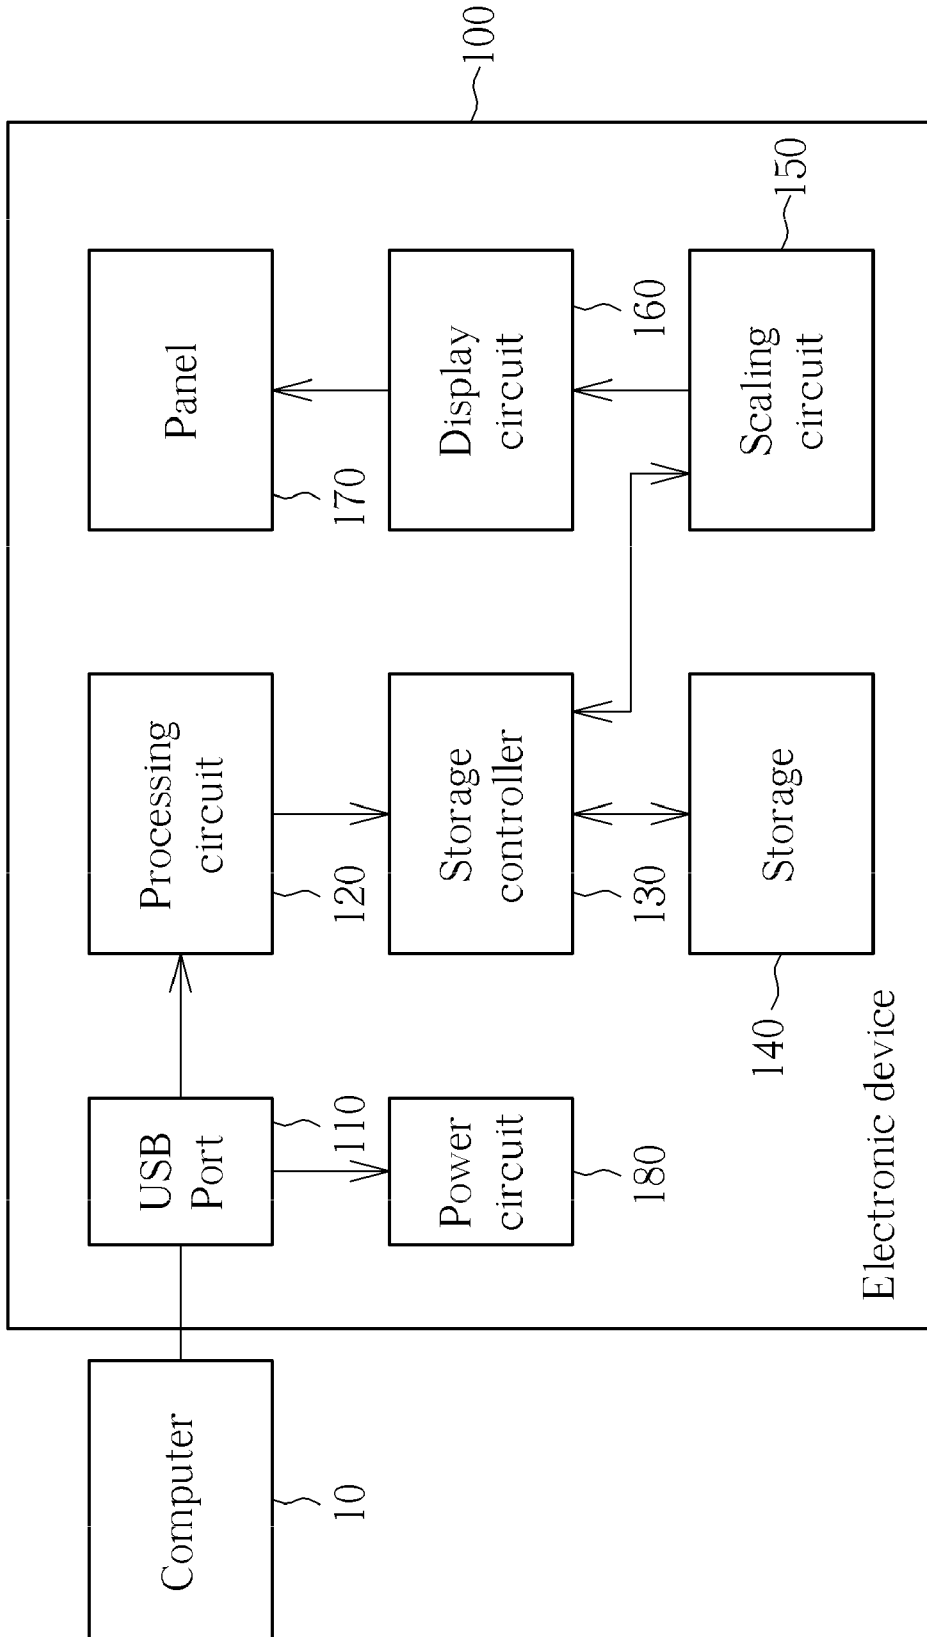 Computer
10
USB
Port
110
Power
circuit
180
Processing
circuit
120
Storage
controller
130
Storage
140
Panel
170
Display
circuit
160
Scaling
circuit
150
Electronic device
100